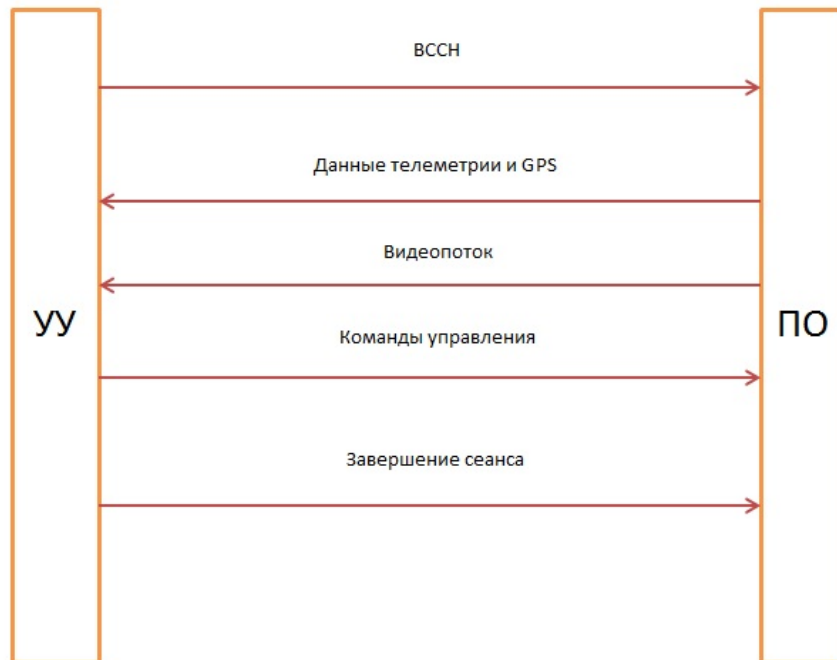 ВССН
Данные телеметрии и GPS
Видеопоток
УУ
ПО
Команды управления
Завершение сеанса